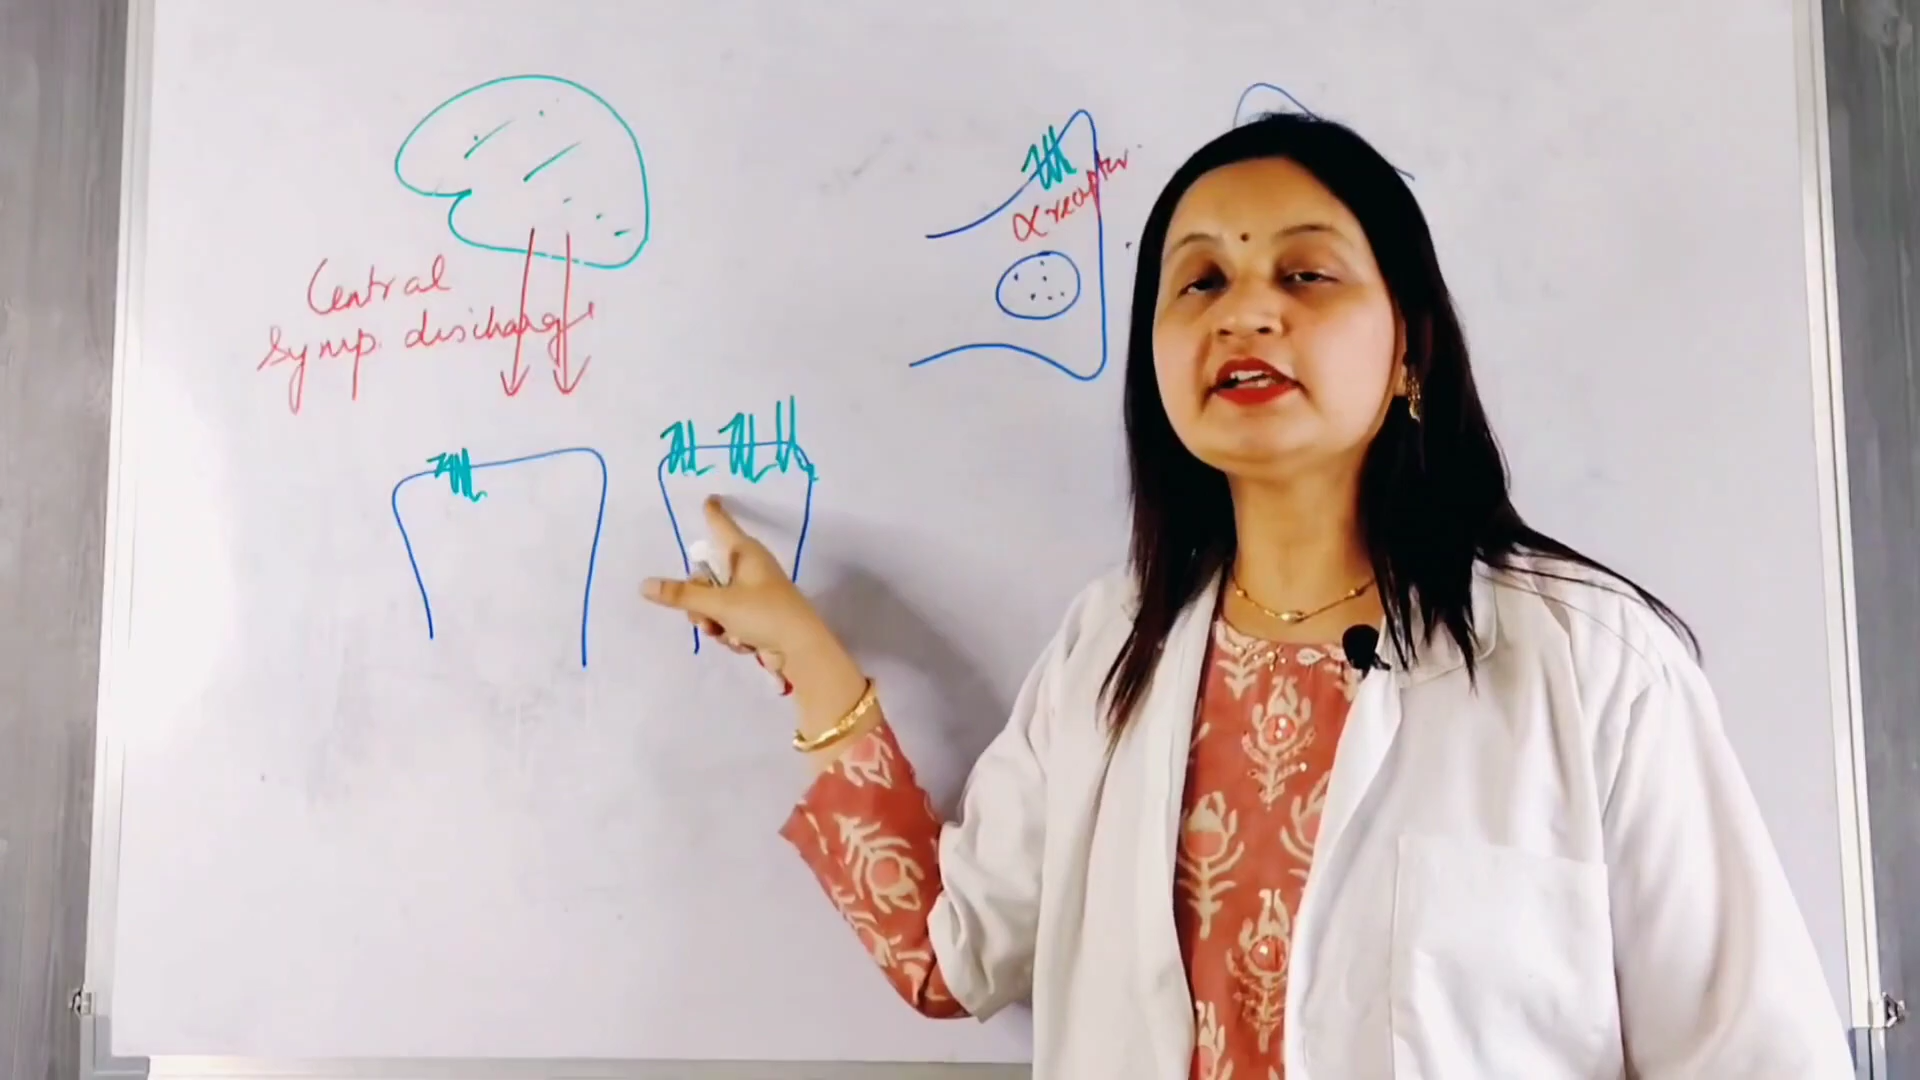 Central
symp. discharge
α receptor